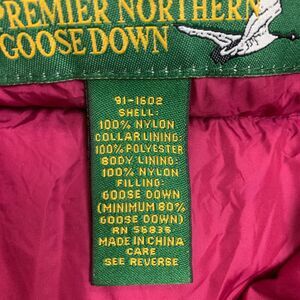 PREMIER NORTHERN
GOOSE DOWN
91-1602
SHELL:
100% NYLON
COLLAR LINING:
100% POLYESTER
BODY LINING:
100% NYLON
FILLING:
GOOSE DOWN
(MINIMUM 80%
GOOSE DOWN)
RN 56835
MADE IN CHINA
CARE
SEE REVERSE